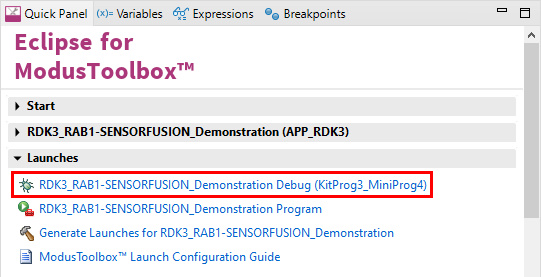 Quick Panel (x)= Variables Expressions Breakpoints
Eclipse for
ModusToolbox™
Start
RDK3_RAB1-SENSORFUSION_Demonstration (APP_RDK3)
Launches
RDK3_RAB1-SENSORFUSION_Demonstration Debug (KitProg3_MiniProg4)
RDK3_RAB1-SENSORFUSION_Demonstration Program
Generate Launches for RDK3_RAB1-SENSORFUSION_Demonstration
ModusToolbox™ Launch Configuration Guide